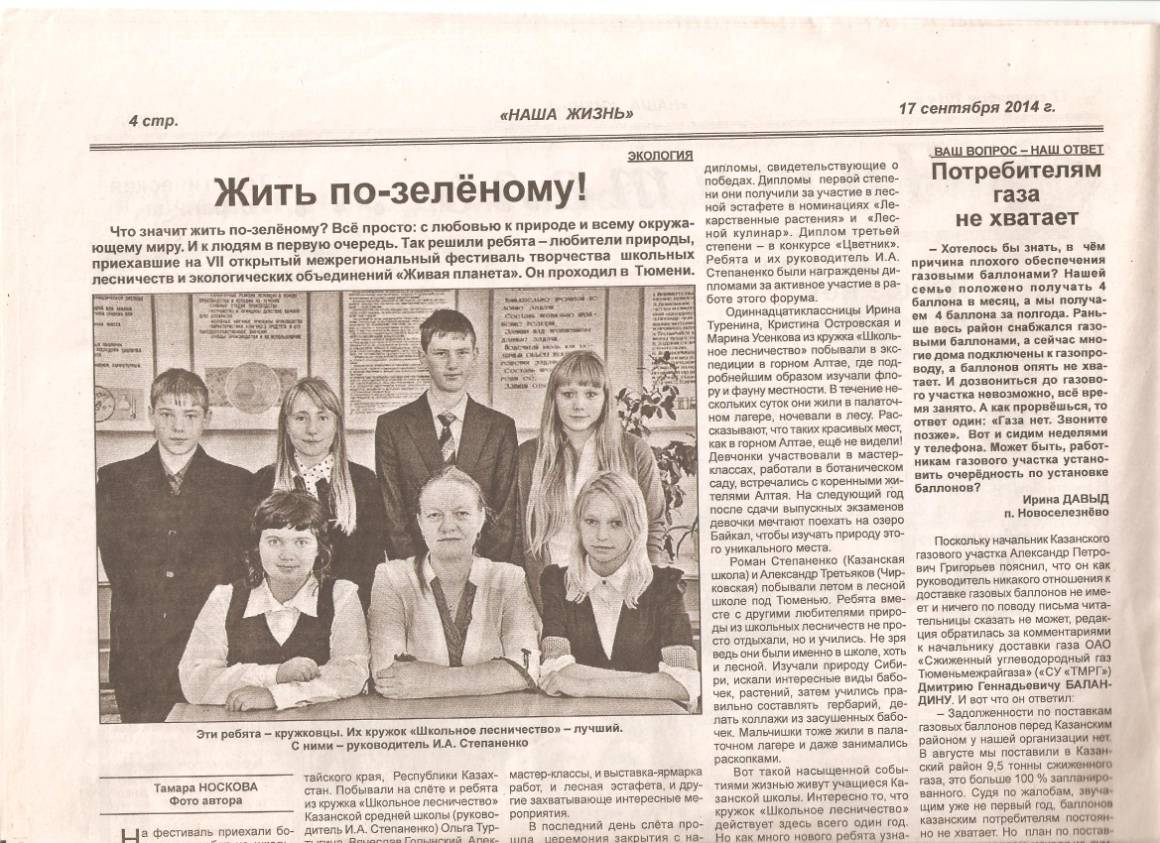 4 стр.
«НАША ЖИЗНЬ»
17 сентября 2014 г.
ЭКОЛОГИЯ
Жить по-зелёному!
Что значит жить по-зелёному? Всё просто: с любовью к природе и всему окружа-
ющему миру. И к людям в первую очередь. Так решили ребята – любители природы,
приехавшие на VII открытый межрегиональный фестиваль творчества школьных
лесничеств и экологических объединений «Живая планета». Он проходил в Тюмени.
Эти ребята – кружковцы. Их кружок «Школьное лесничество» – лучший.
С ними – руководитель И.А. Степаненко
Тамара НОСКОВА
Фото автора
На фестиваль приехали бо-
тайского края, Республики Казах-
стан. Побывали на слёте и ребята
из кружка «Школьное лесничество»
Казанской средней школы (руково-
дитель И.А. Степаненко) Ольга Тур-
мастер-классы, и выставка-ярмарка
работ, и лесная эстафета, и дру-
гие захватывающие интересные ме-
роприятия.
В последний день слёта про-
шла церемония закрытия с на-
дипломы, свидетельствующие о
победах. Дипломы первой степе-
ни они получили за участие в лес-
ной эстафете в номинациях «Ле-
карственные растения» и «Лес-
ной кулинар». Диплом третьей
степени – в конкурсе «Цветник».
Ребята и их руководитель И.А.
Степаненко были награждены ди-
пломами за активное участие в ра-
боте этого форума.
Одиннадцатиклассницы Ирина
Туренина, Кристина Островская и
Марина Усенкова из кружка «Школь-
ное лесничество» побывали в экс-
педиции в горном Алтае, где под-
робнейшим образом изучали фло-
ру и фауну местности. В течение не-
скольких суток они жили в палаточ-
ном лагере, ночевали в лесу. Рас-
сказывают, что таких красивых мест,
как в горном Алтае, ещё не видели!
Девчонки участвовали в мастер-
классах, работали в ботаническом
саду, встречались с коренными жи-
телями Алтая. На следующий год
после сдачи выпускных экзаменов
девочки мечтают поехать на озеро
Байкал, чтобы изучать природу это-
го уникального места.
Роман Степаненко (Казанская
школа) и Александр Третьяков (Чир-
ковская) побывали летом в лесной
школе под Тюменью. Ребята вме-
сте с другими любителями приро-
ды из школьных лесничеств не про-
сто отдыхали, но и учились. Не зря
ведь они были именно в школе, хоть
и лесной. Изучали природу Сиби-
ри, искали интересные виды бабо-
чек, растений, затем учились пра-
вильно составлять гербарий, де-
лать коллажи из засушенных бабо-
чек. Мальчишки тоже жили в пала-
точном лагере и даже занимались
раскопками.
Вот такой насыщенной собы-
тиями жизнью живут учащиеся Ка-
занской школы. Интересно то, что
кружок «Школьное лесничество»
действует здесь всего один год.
Но как много нового ребята узна-
ВАШ ВОПРОС – НАШ ОТВЕТ
Потребителям
газа
не хватает
– Хотелось бы знать, в чём
причина плохого обеспечения
газовыми баллонами? Нашей
семье положено получать 4
баллона в месяц, а мы получа-
ем 4 баллона за полгода. Рань-
ше весь район снабжался газо-
выми баллонами, а сейчас мно-
гие дома подключены к газопро-
воду, а баллонов опять не хва-
тает. И дозвониться до газово-
го участка невозможно, всё вре-
мя занято. А как прорвёшься, то
ответ один: «Газа нет. Звоните
позже». Вот и сидим неделями
у телефона. Может быть, работ-
никам газового участка устано-
вить очерёдность по установке
баллонов?
Ирина ДАВЫД
п. Новоселезнёво
Поскольку начальник Казанского
газового участка Александр Петро-
вич Григорьев пояснил, что он как
руководитель никакого отношения к
доставке газовых баллонов не име-
ет и ничего по поводу письма чита-
тельницы сказать не может, редак-
ция обратилась за комментариями
к начальнику доставки газа ОАО
«Сжиженный углеводородный газ
Тюменьмежрайгаза» («СУ «ТМРГ»)
Дмитрию Геннадьевичу БАЛАН-
ДИНУ. И вот что он ответил:
– Задолженности по поставкам
газовых баллонов перед Казанским
районом у нашей организации нет.
В августе мы поставили в Казан-
ский район 9,5 тонны сжиженного
газа, это больше 100 % запланиро-
ванного. Судя по жалобам, звуча-
щим уже не первый год, баллонов
казанским потребителям постоян-
но не хватает. Но план по постав-